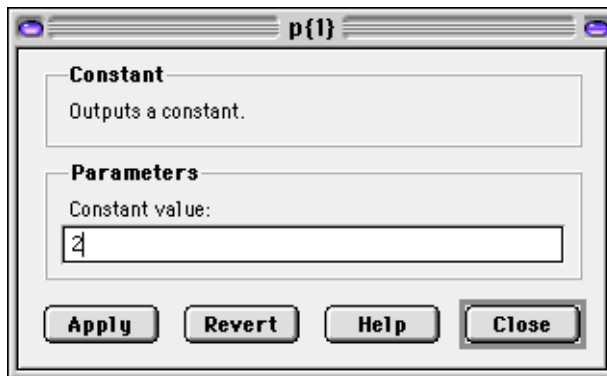 p{1}
Constant
Outputs a constant.
Parameters
Constant value:
2
Apply Revert Help Close